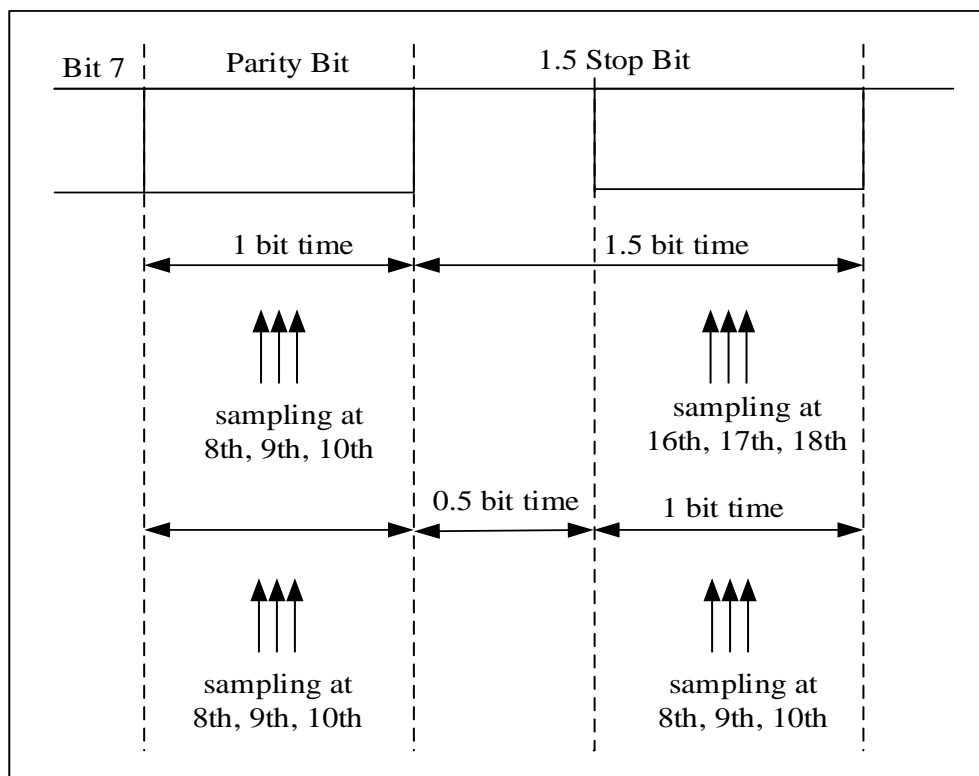 Bit 7
Parity Bit
1.5 Stop Bit
1 bit time
1.5 bit time
sampling at
8th, 9th, 10th
sampling at
16th, 17th, 18th
0.5 bit time
1 bit time
sampling at
8th, 9th, 10th
sampling at
8th, 9th, 10th